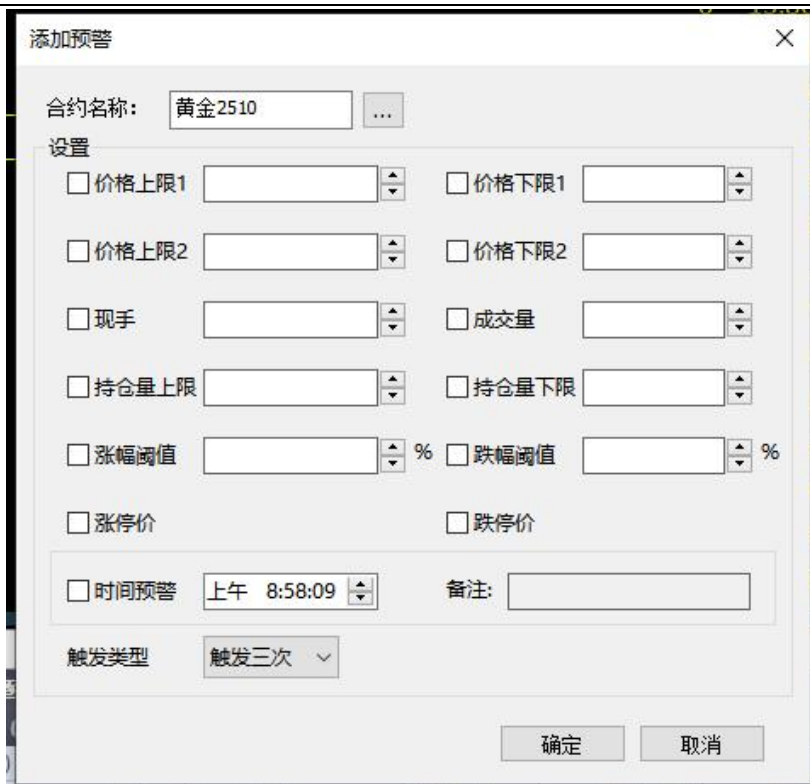 添加预警
合约名称： 黄金2510 ...
设置
价格上限1 价格下限1
价格上限2 价格下限2
现手 成交量
持仓量上限 持仓量下限
涨幅阈值 % 跌幅阈值 %
涨停价 跌停价
时间预警 上午 8:58:09 备注:
触发类型 触发三次
确定 取消